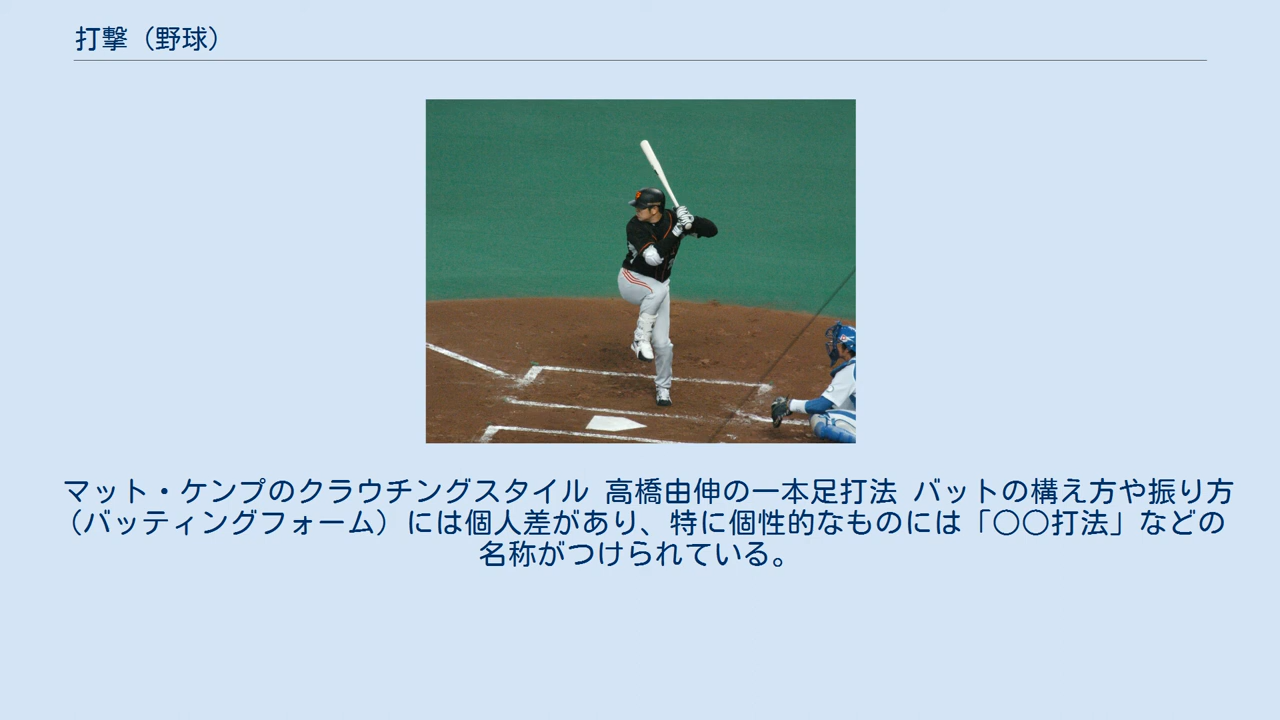 打撃（野球）
マット・ケンプのクラウチングスタイル 高橋由伸の一本足打法 バットの構え方や振り方
（バッティングフォーム）には個人差があり、特に個性的なものには「○○打法」などの
名称がつけられている。